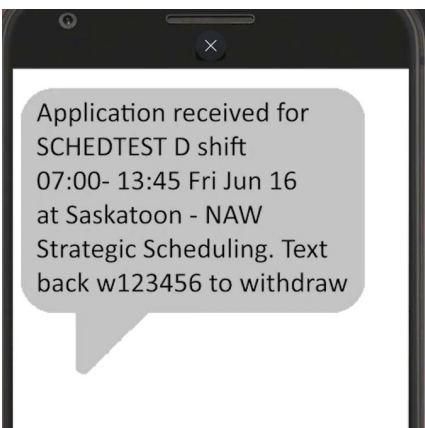 Application received for
SCHEDTEST D shift
07:00- 13:45 Fri Jun 16
at Saskatoon - NAW
Strategic Scheduling. Text
back w123456 to withdraw